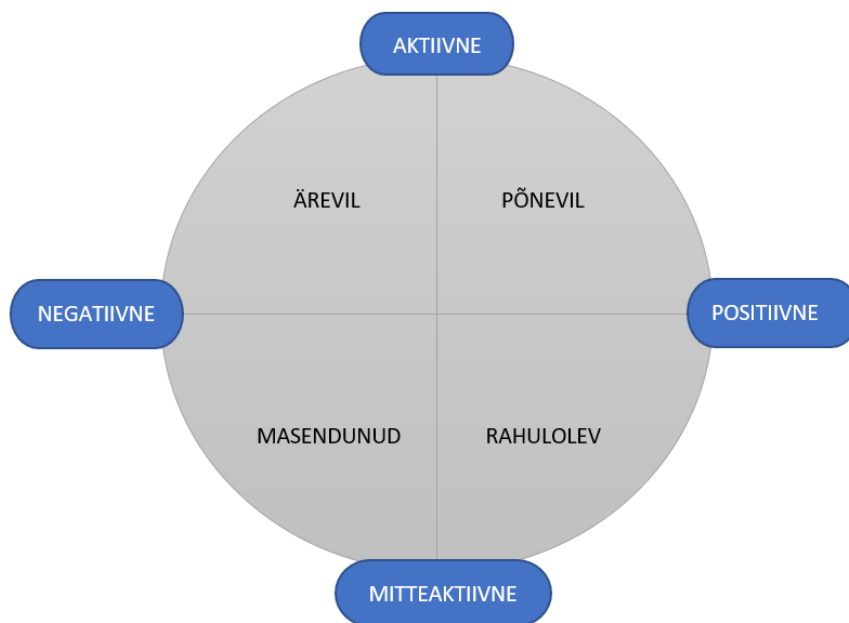 AKTIIVNE
ÄREVIL
PÕNEVIL
NEGATIIVNE
POSITIIVNE
MASENDUNUD
RAHULOLEV
MITTEAKTIIVNE